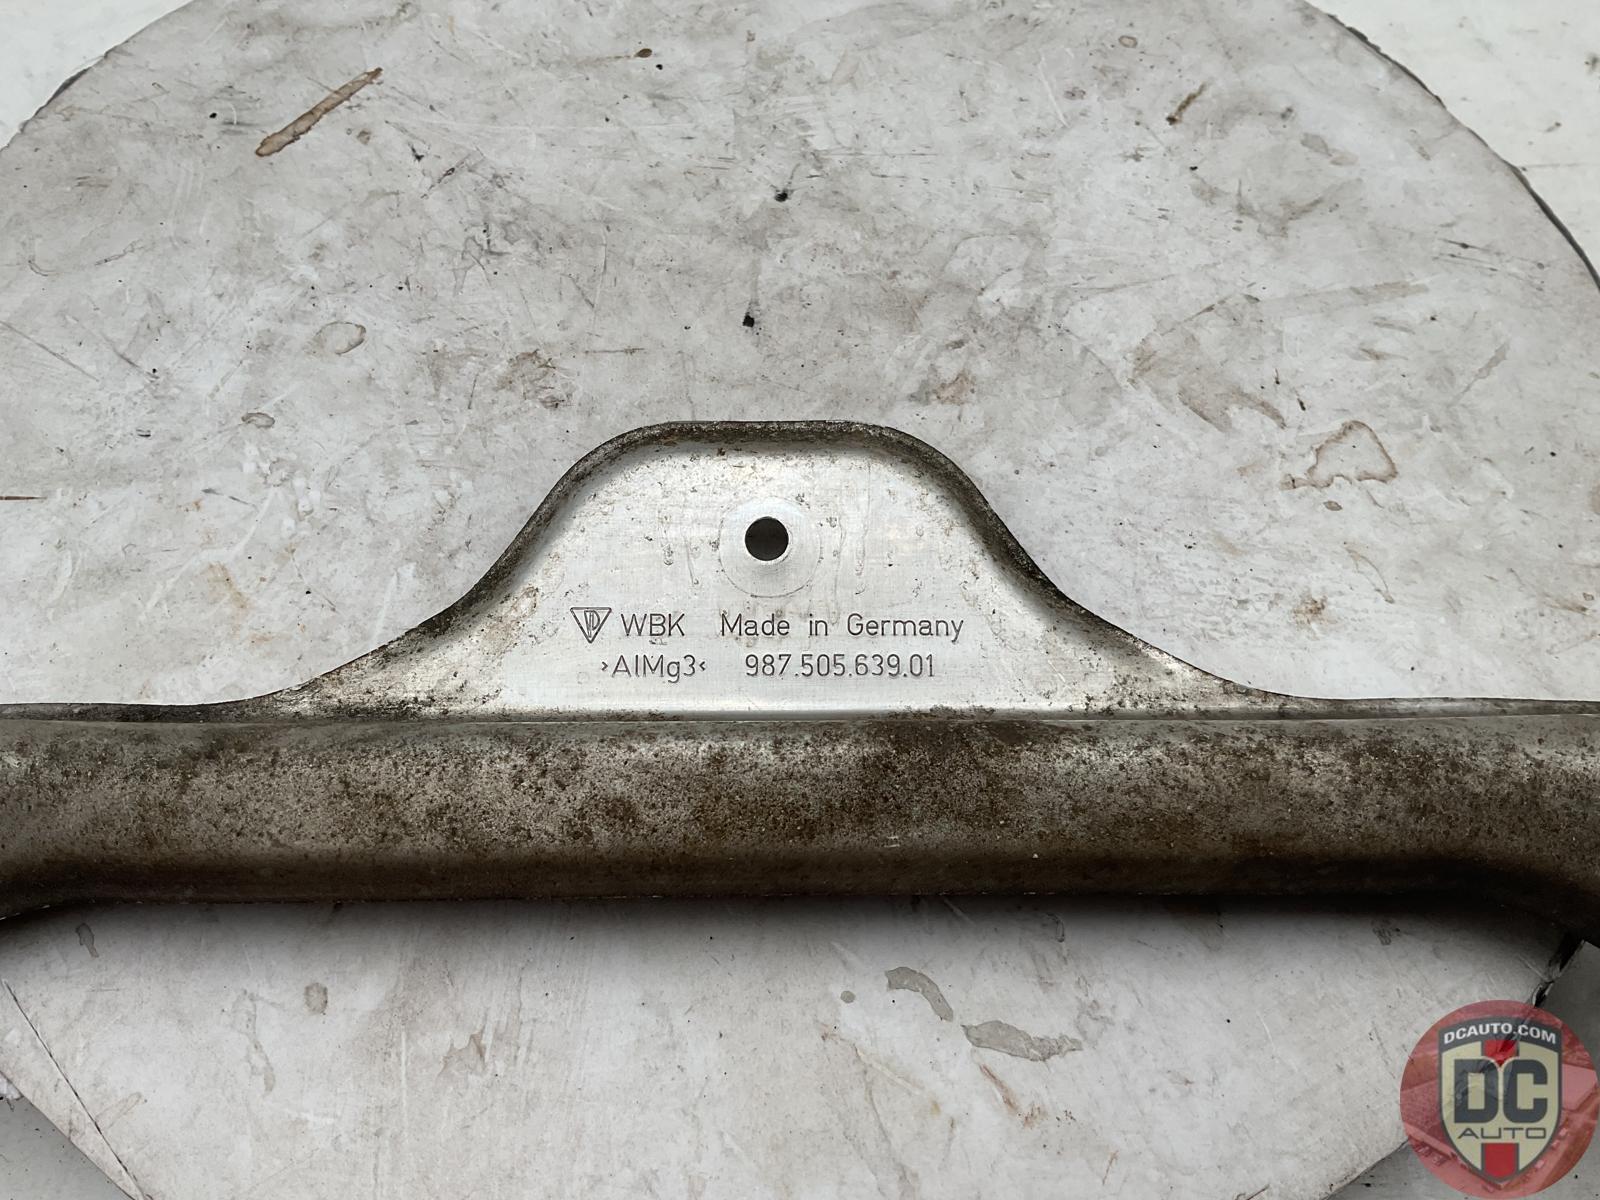 WBK Made in Germany
>AlMg3< 987.505.639.01
DCAUTO.COM
DC
AUTO